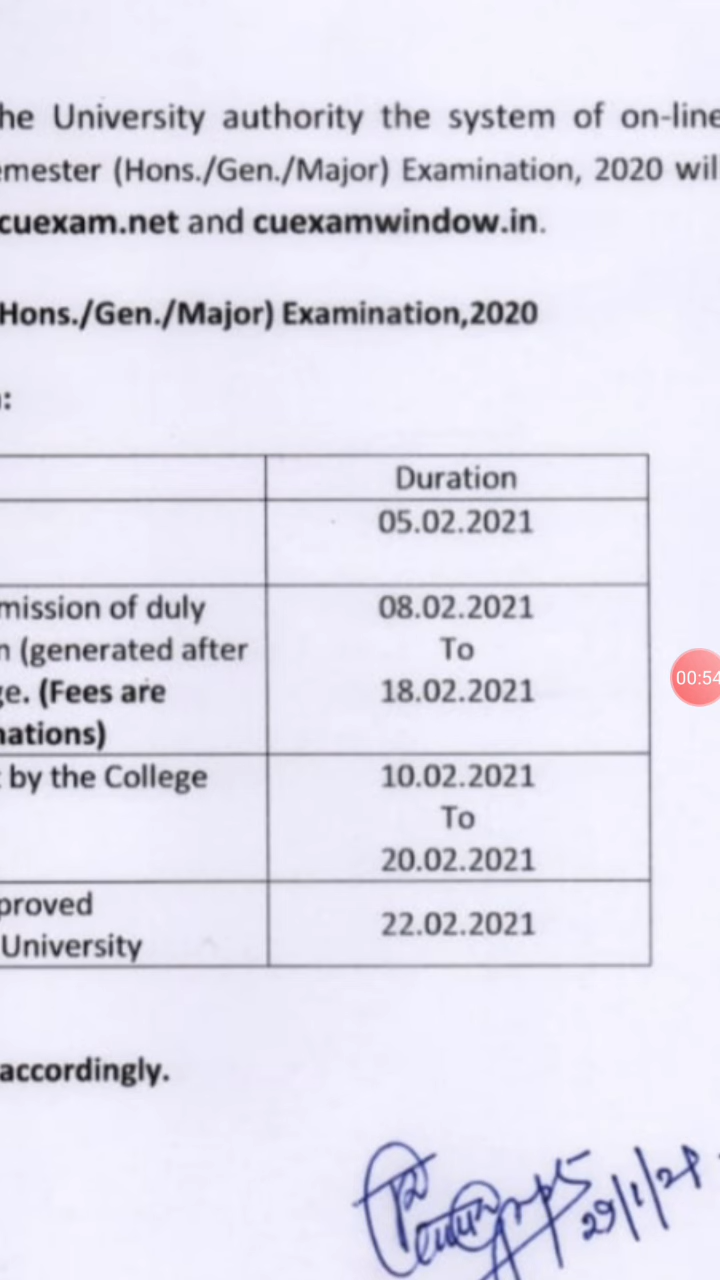 he University authority the system of on-line
emester (Hons./Gen./Major) Examination, 2020 wil
cuexam.net and cuexamwindow.in.
Hons./Gen./Major) Examination,2020
:
Duration
05.02.2021
mission of duly
n (generated after
ge. (Fees are
nations)
08.02.2021
To
18.02.2021
t by the College
10.02.2021
To
20.02.2021
proved
University
22.02.2021
accordingly.
29/1/21
00:54